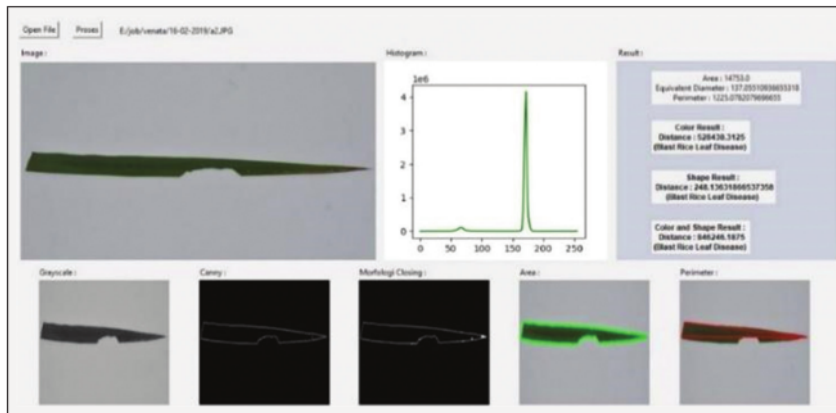 Open File Proses E:/job/venata/16-02-2019/a2.JPG
Image : Histogram : Result :
1e6
4
3
2
1
0
0 50 100 150 200 250
Area : 14753.0
Equivalent Diameter : 137.05510936655318
Perimeter : 1225.0782079696655
Color Result :
Distance : 528438.3125
(Blast Rice Leaf Disease)
Shape Result :
Distance : 248.13631866537358
(Blast Rice Leaf Disease)
Color and Shape Result :
Distance : 846246.1875
(Blast Rice Leaf Disease)
Grayscale : Canny : Morfologi Closing : Area : Perimeter :